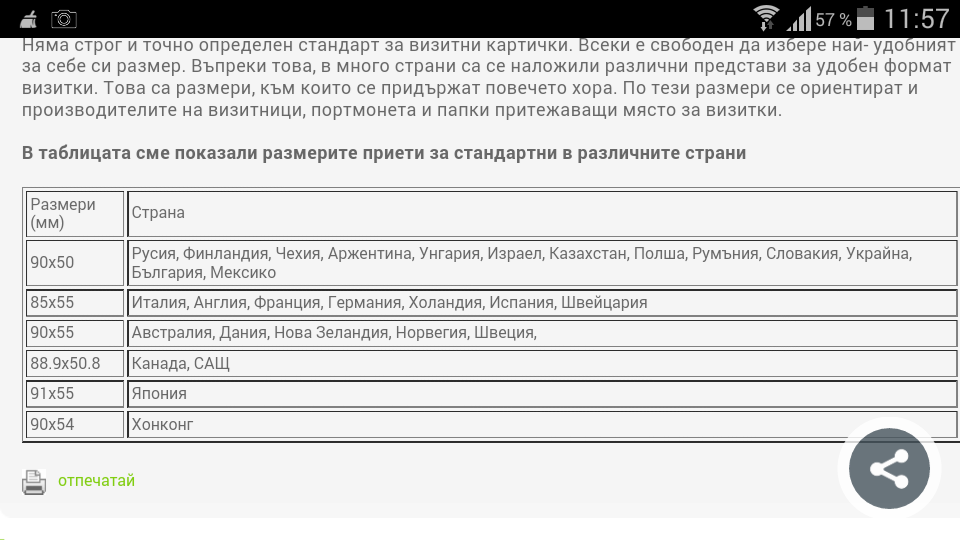 57 % 11:57
Няма строг и точно определен стандарт за визитни картички. Всеки е свободен да избере най- удобният
за себе си размер. Въпреки това, в много страни са се наложили различни представи за удобен формат
визитки. Това са размери, към които се придържат повечето хора. По тези размери се ориентират и
производителите на визитници, портмонета и папки притежаващи място за визитки.
В таблицата сме показали размерите приети за стандартни в различните страни
Размери
(мм)
Страна
90x50
Русия, Финландия, Чехия, Аржентина, Унгария, Израел, Казахстан, Полша, Румъния, Словакия, Украйна,
България, Мексико
85x55
Италия, Англия, Франция, Германия, Холандия, Испания, Швейцария
90x55
Австралия, Дания, Нова Зеландия, Норвегия, Швеция,
88.9x50.8
Канада, САЩ
91x55
Япония
90x54
Хонконг
отпечатай